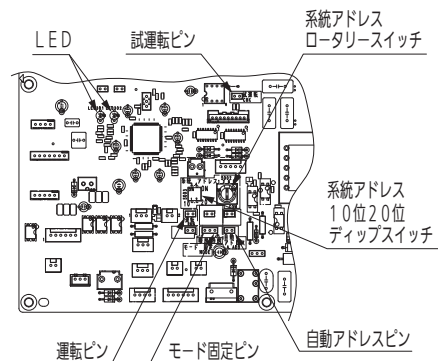 系統アドレス
ロータリースイッチ
試運転ピン
LED
系統アドレス
10位20位
ディップスイッチ
自動アドレスピン
モード固定ピン
運転ピン